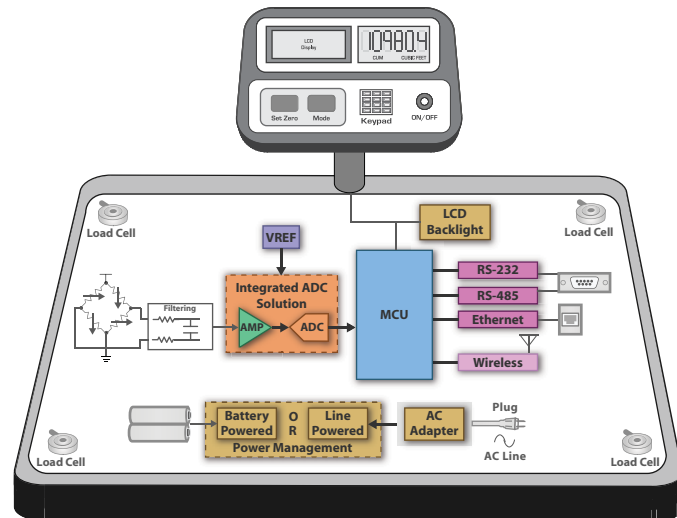 LCD
Display
10980.4
CUM CUBIC FEET
Set Zero Mode
Keypad
ON/OFF
Load Cell
Load Cell
LCD
Backlight
VREF
Integrated ADC
Solution
AMP
ADC
MCU
RS-232
RS-485
Ethernet
Wireless
Filtering
Battery
Powered
O
R
Line
Powered
Power Management
AC
Adapter
Plug
AC Line
Load Cell
Load Cell